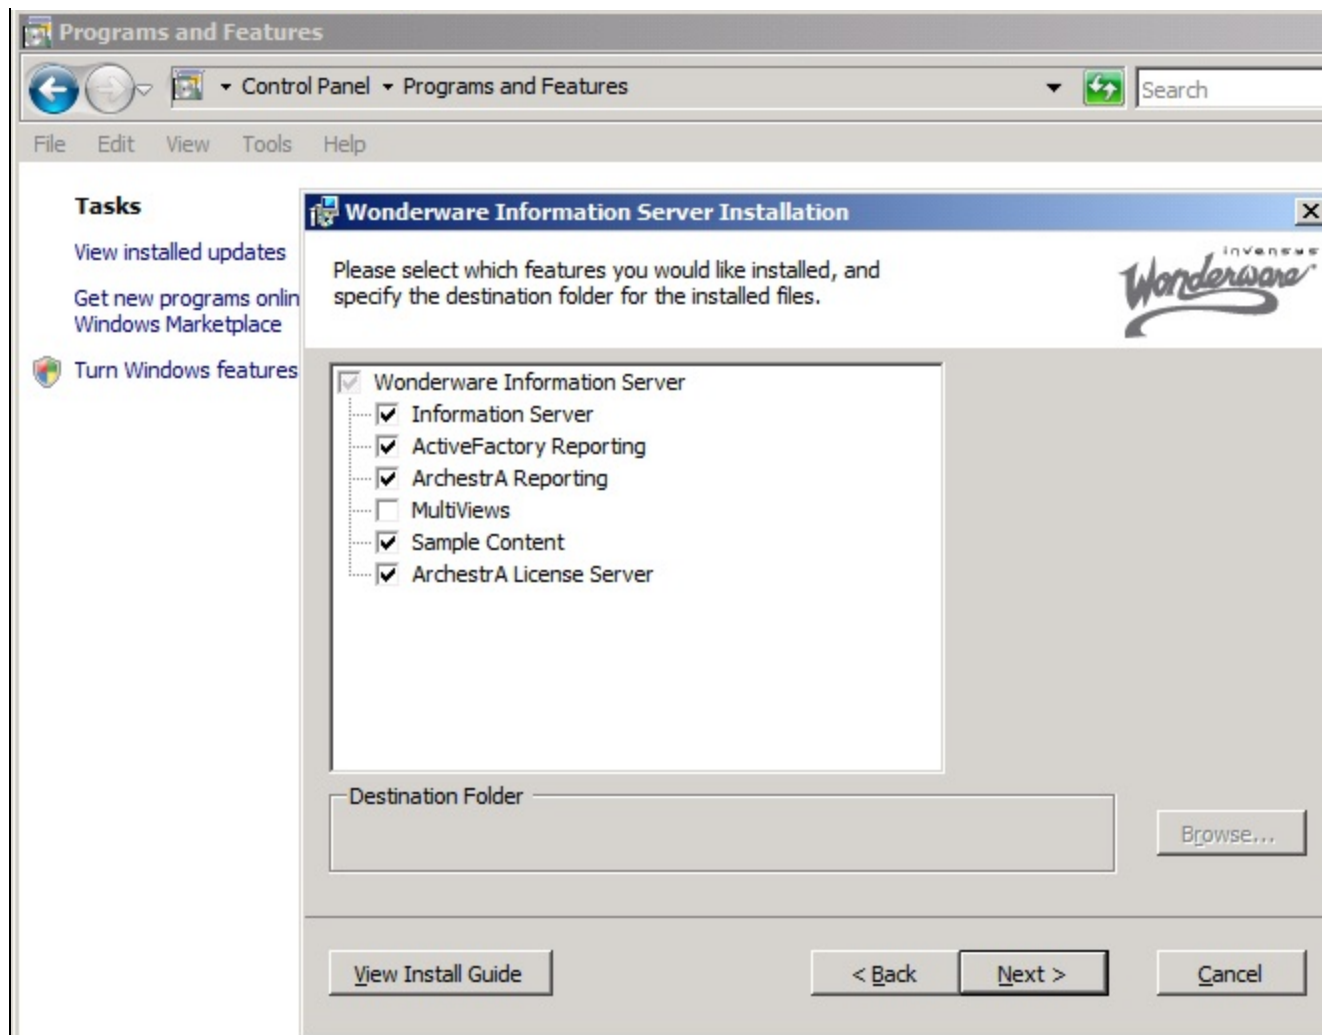 Programs and Features
Control Panel Programs and Features
Search
File Edit View Tools Help
Tasks
View installed updates
Get new programs onlin
Windows Marketplace
Turn Windows features
Wonderware Information Server Installation
Please select which features you would like installed, and
specify the destination folder for the installed files.
invensys
Wonderware
Wonderware Information Server
Information Server
ActiveFactory Reporting
ArchestrA Reporting
MultiViews
Sample Content
ArchestrA License Server
Destination Folder
Browse...
View Install Guide
< Back
Next >
Cancel